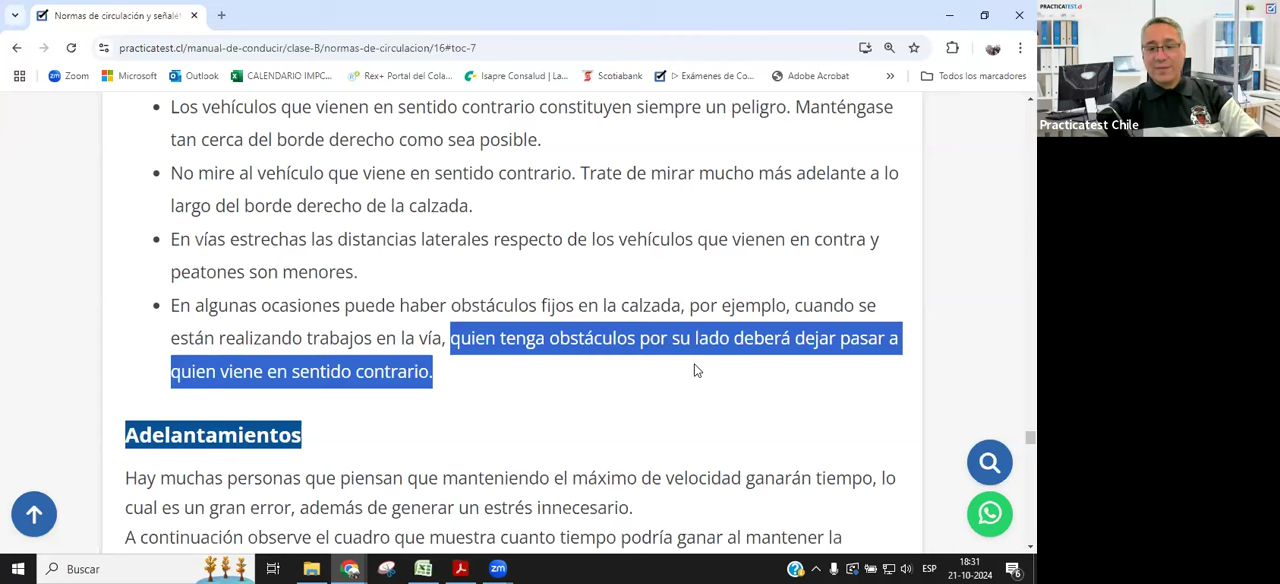 Normas de circulación y señalét
practicatest.cl/manual-de-conducir/clase-B/normas-de-circulacion/16#toc-7
Zoom
Microsoft
Outlook
CALENDARIO IMPC...
Rex+ Portal del Cola...
Isapre Consalud | La...
Scotiabank
▷ Exámenes de Co...
Adobe Acrobat
»
Todos los marcadores
PRACTICATEST.cl
Practicatest Chile
• Los vehículos que vienen en sentido contrario constituyen siempre un peligro. Manténgase
tan cerca del borde derecho como sea posible.
• No mire al vehículo que viene en sentido contrario. Trate de mirar mucho más adelante a lo
largo del borde derecho de la calzada.
• En vías estrechas las distancias laterales respecto de los vehículos que vienen en contra y
peatones son menores.
• En algunas ocasiones puede haber obstáculos fijos en la calzada, por ejemplo, cuando se
están realizando trabajos en la vía, quien tenga obstáculos por su lado deberá dejar pasar a
quien viene en sentido contrario.
Adelantamientos
Hay muchas personas que piensan que manteniendo el máximo de velocidad ganarán tiempo, lo
cual es un gran error, además de generar un estrés innecesario.
A continuación observe el cuadro que muestra cuanto tiempo podría ganar al mantener la
Buscar
zm
ESP
18:31
21-10-2024
6